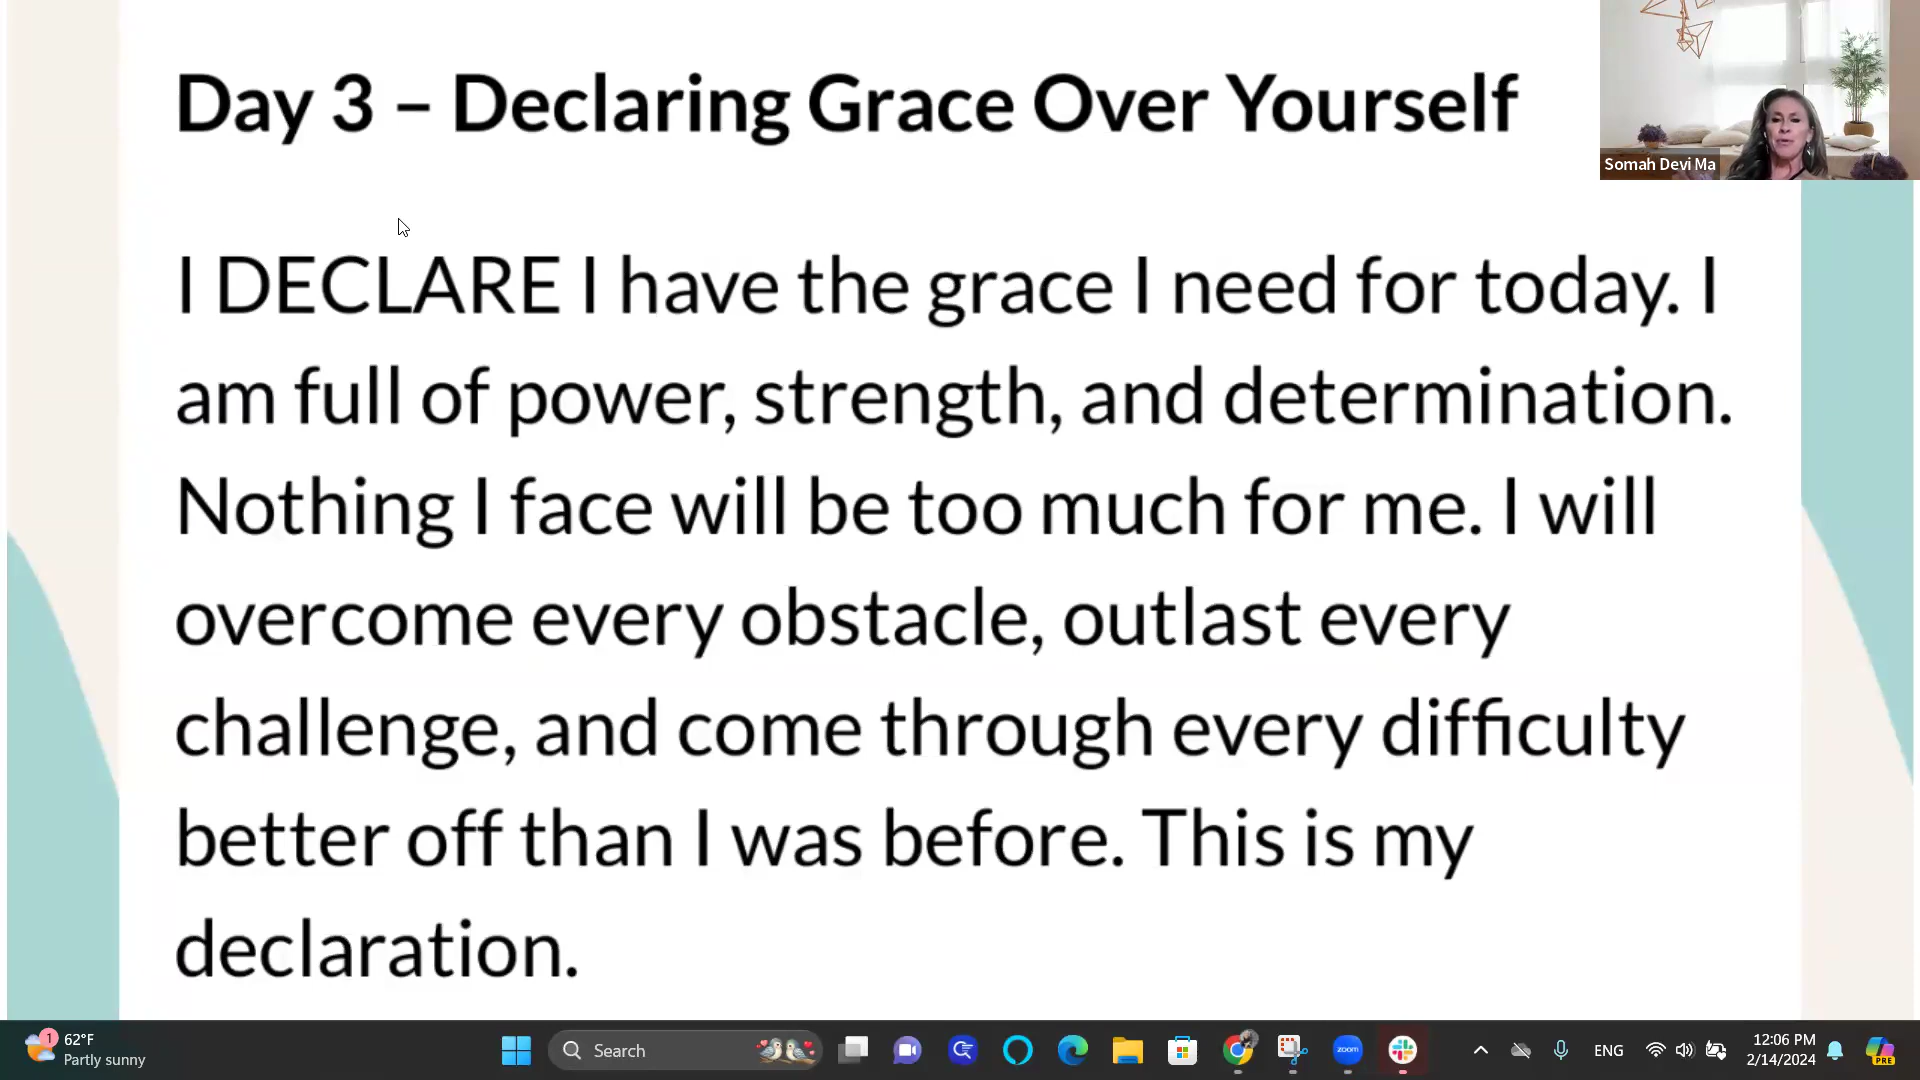 Day 3 – Declaring Grace Over Yourself
Somah Devi Ma
I DECLARE I have the grace I need for today. I
am full of power, strength, and determination.
Nothing I face will be too much for me. I will
overcome every obstacle, outlast every
challenge, and come through every difficulty
better off than I was before. This is my
declaration.
1
62°F
Partly sunny
Search
zoom
ENG
12:06 PM
2/14/2024
PRE